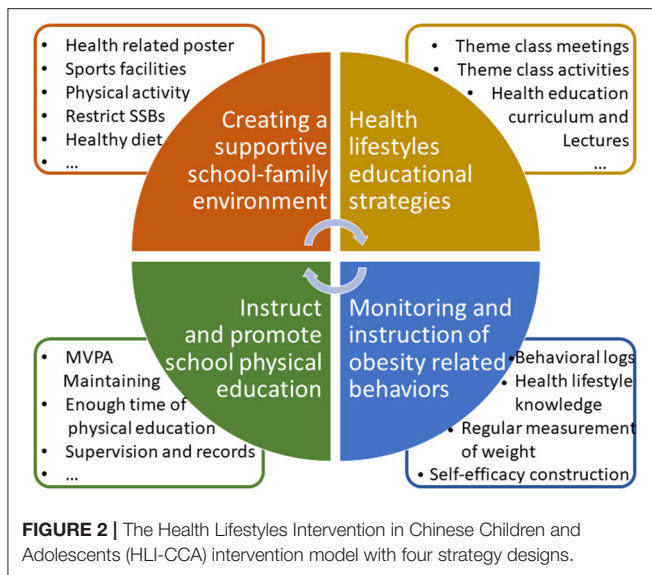 • Health related poster
• Sports facilities
• Physical activity
• Restrict SSBs
• Healthy diet
• ...
• Theme class meetings
• Theme class activities
• Health education
curriculum and
Lectures
...
Creating a
supportive
school-family
environment
Health
lifestyles
educational
strategies
Instruct
and promote
school physical
education
Monitoring and
instruction of
obesity related
behaviors
• MVPA
Maintaining
• Enough time of
physical education
• Supervision and records
• ...
• Behavioral logs
• Health lifestyle
knowledge
• Regular measurement
of weight
• Self-efficacy construction
FIGURE 2 | The Health Lifestyles Intervention in Chinese Children and
Adolescents (HLI-CCA) intervention model with four strategy designs.